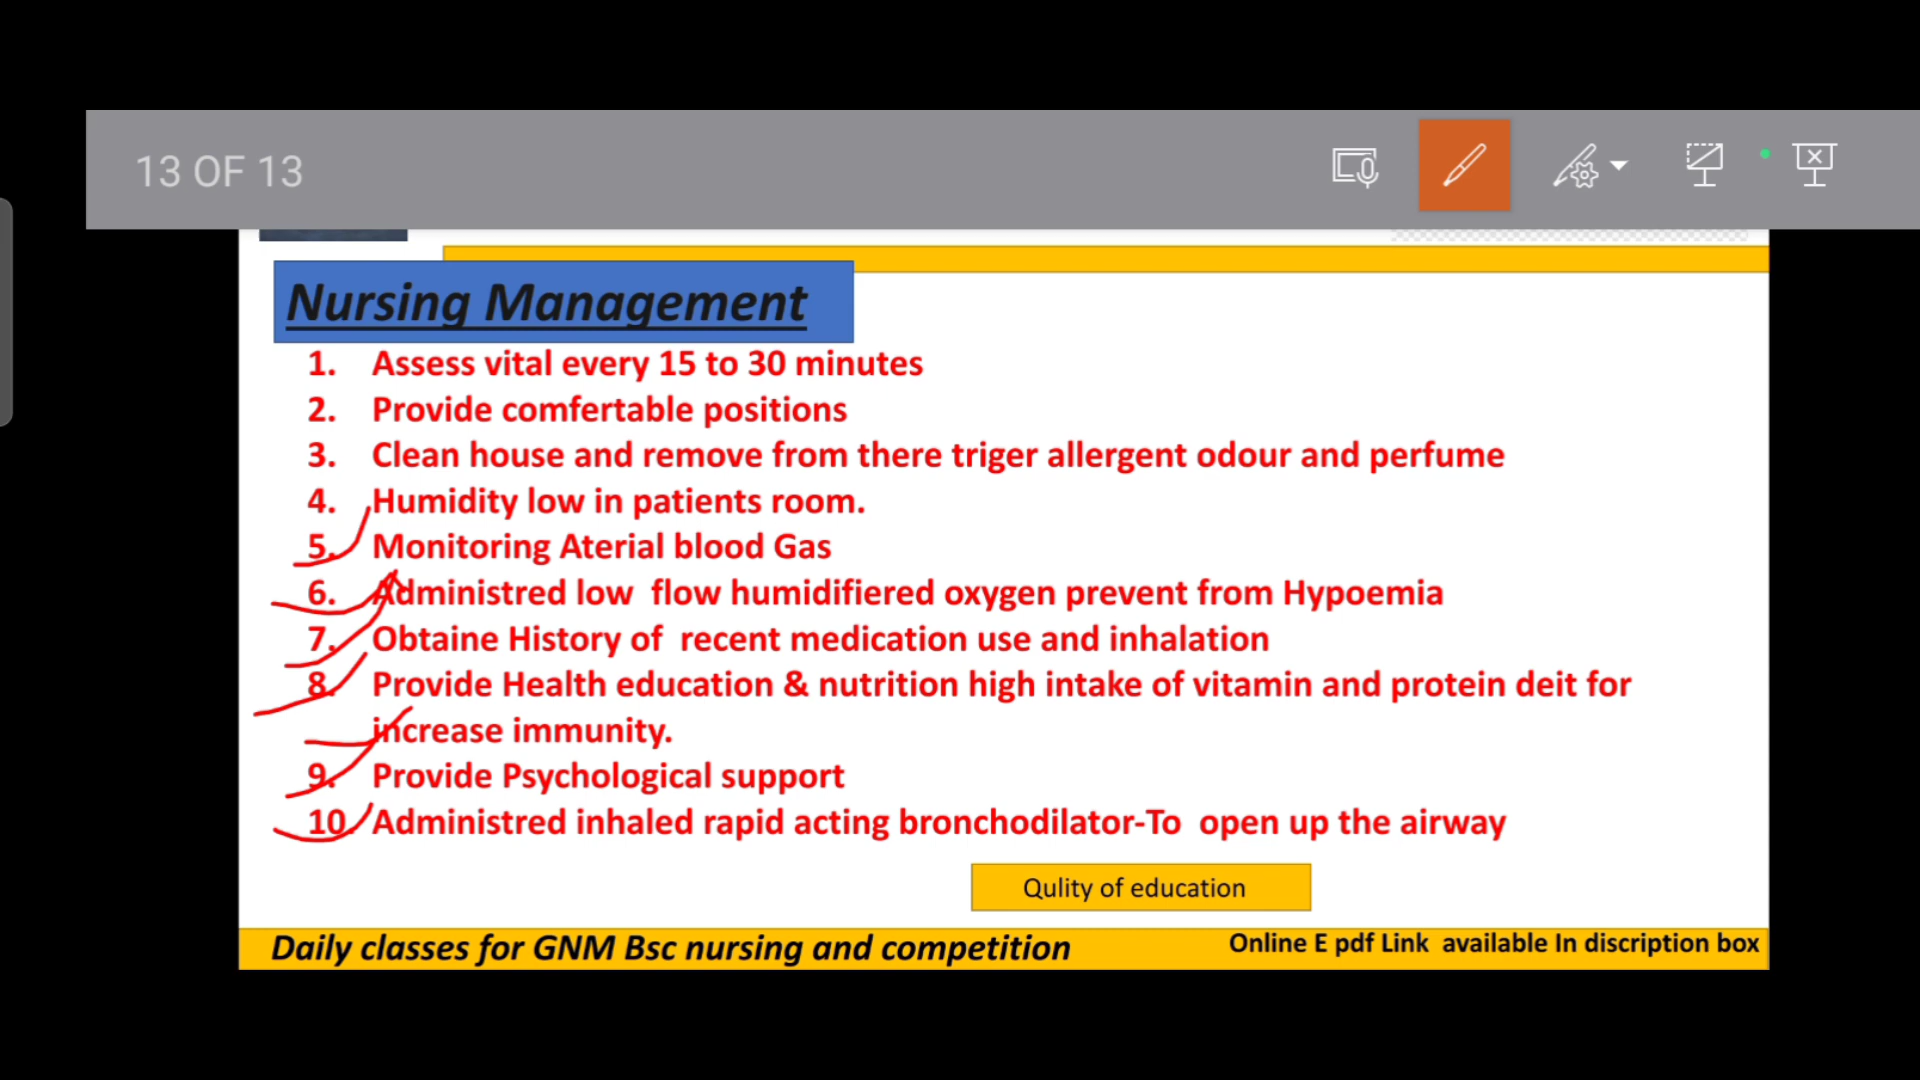 13 OF 13
Nursing Management
1. Assess vital every 15 to 30 minutes
2. Provide comfertable positions
3. Clean house and remove from there triger allergent odour and perfume
4. Humidity low in patients room.
5. Monitoring Aterial blood Gas
6. Administred low flow humidifiered oxygen prevent from Hypoemia
7. Obtaine History of recent medication use and inhalation
8. Provide Health education & nutrition high intake of vitamin and protein deit for
increase immunity.
9. Provide Psychological support
10. Administred inhaled rapid acting bronchodilator-To open up the airway
Qulity of education
Daily classes for GNM Bsc nursing and competition
Online E pdf Link available In discription box